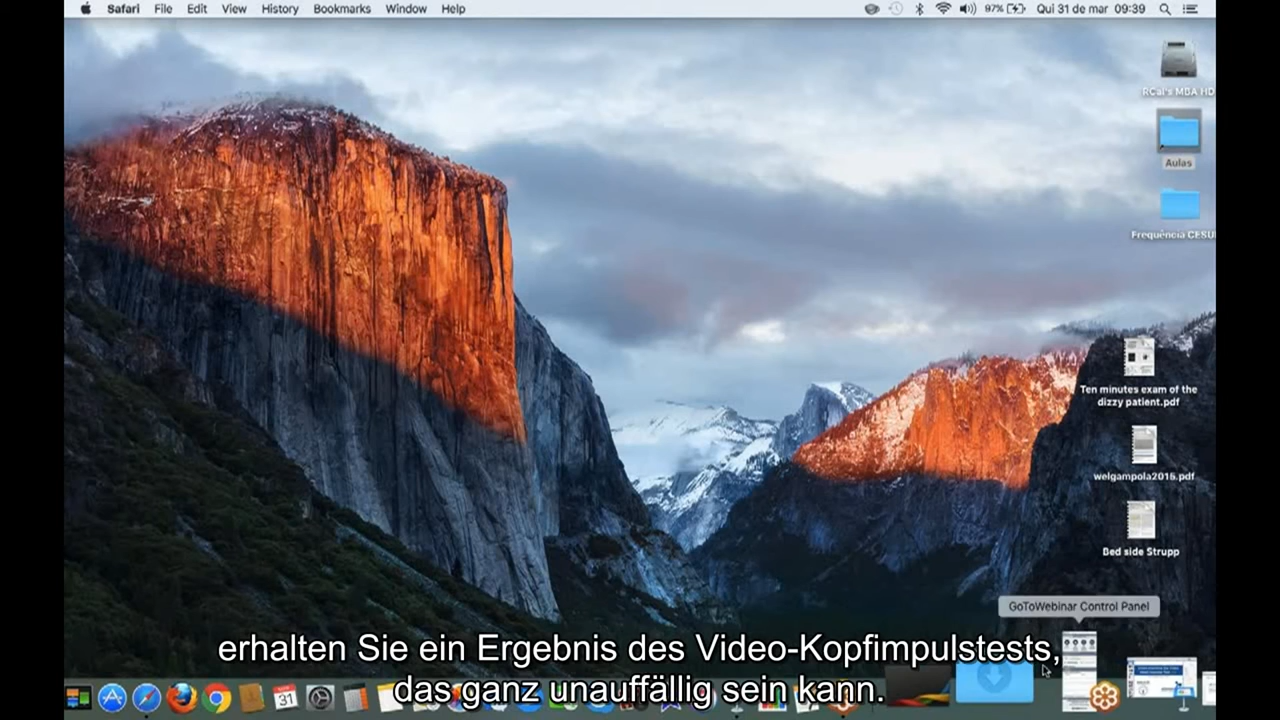 Safari File Edit View History Bookmarks Window Help 97% Qui 31 de mar 09:39
RCal's MBA HD
Aulas
Frequência CESU
Ten minutes exam of the
dizzy patient.pdf
welgampola2015.pdf
Bed side Strupp
GoToWebinar Control Panel
erhalten Sie ein Ergebnis des Video-Kopfimpulstests,
das ganz unauffällig sein kann.
31